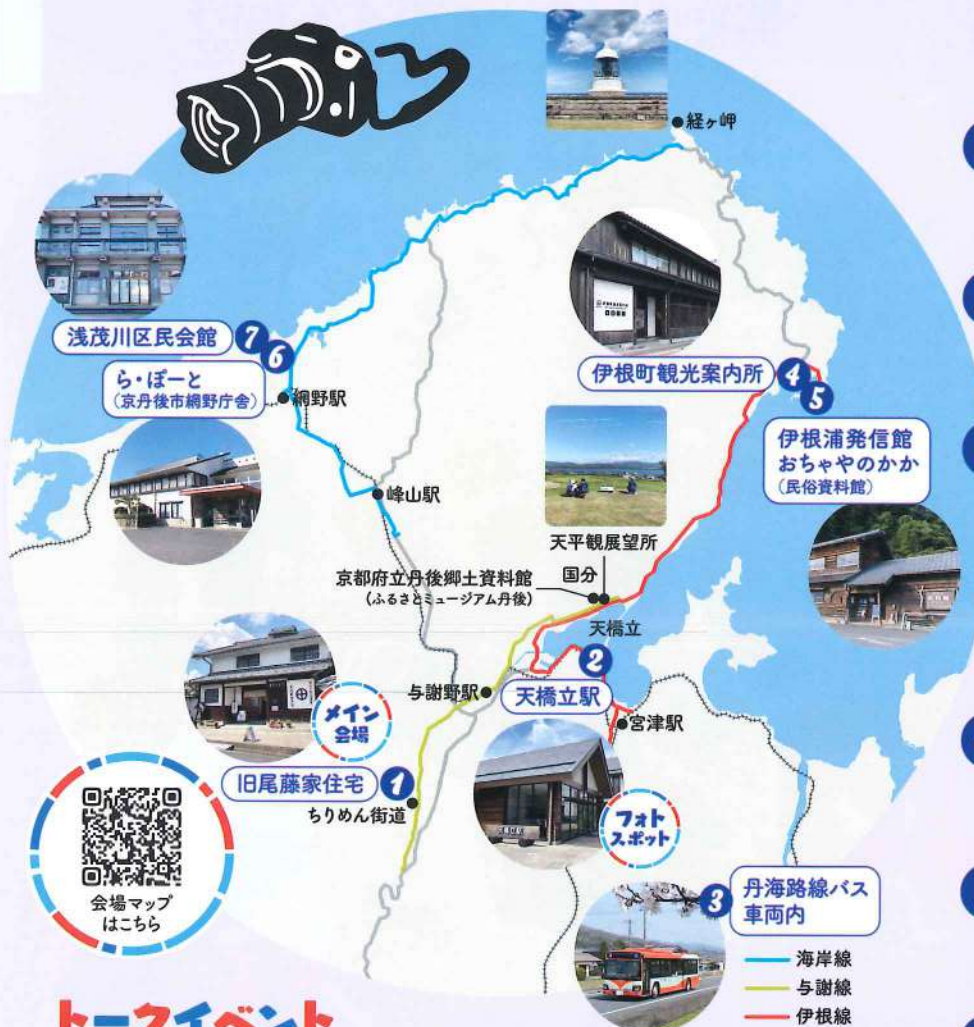 経ヶ岬
浅茂川区民会館 7
6
ら・ぽーと
(京丹後市網野庁舎)
網野駅
伊根町観光案内所 4
5
伊根浦発信館
おちゃやのかか
(民俗資料館)
峰山駅
天平観展望所
京都府立丹後郷土資料館
(ふるさとミュージアム丹後)
国分
天橋立
2
天橋立駅
与謝野駅
宮津駅
メイン
会場
旧尾藤家住宅 1
ちりめん街道
フォト
スポット
会場マップ
はこちら
3 丹海路線バス
車両内
海岸線
与謝線
伊根線
トークイベント